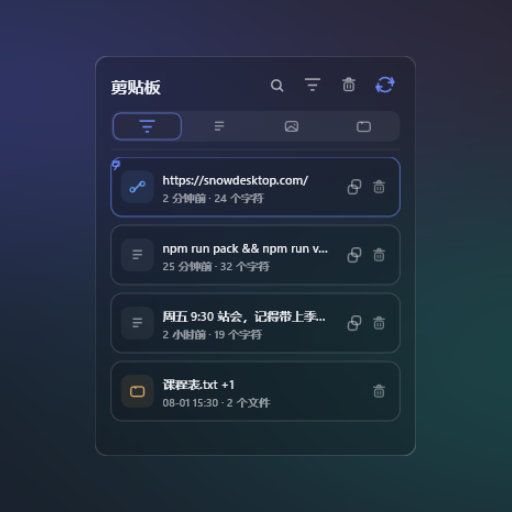 剪贴板
https://snowdesktop.com/
2 分钟前 · 24 个字符
npm run pack && npm run v...
25 分钟前 · 32 个字符
周五 9:30 站会，记得带上季...
2 小时前 · 19 个字符
课程表.txt +1
08-01 15:30 · 2 个文件